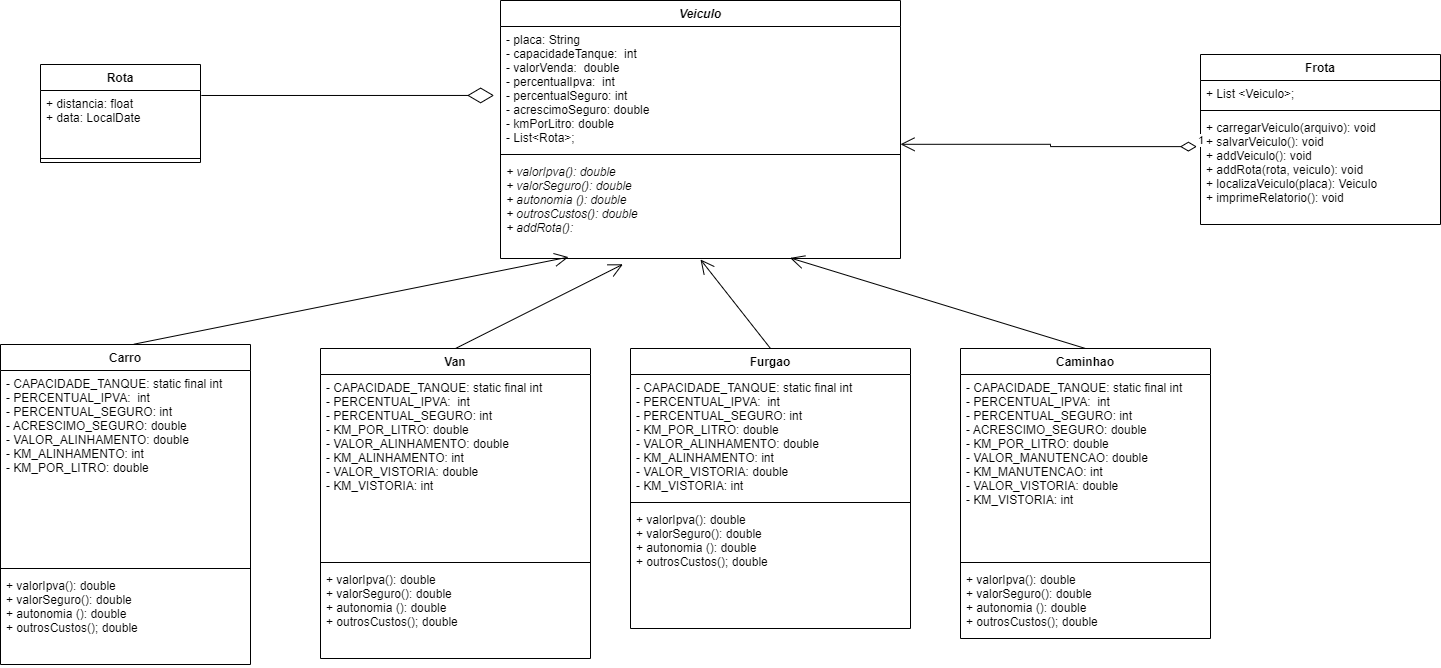 Veiculo
- placa: String
- capacidadeTanque:  int
- valorVenda:  double
- percentualIpva:  int
- percentualSeguro: int
- acrescimoSeguro: double
- kmPorLitro: double
- List<Rota>;
+ valorIpva(): double
+ valorSeguro(): double
+ autonomia (): double
+ outrosCustos(): double
+ addRota():
Rota
+ distancia: float
+ data: LocalDate
Frota
+ List <Veiculo>;
1
+ carregarVeiculo(arquivo): void
+ salvarVeiculo(): void
+ addVeiculo(): void
+ addRota(rota, veiculo): void
+ localizaVeiculo(placa): Veiculo
+ imprimeRelatorio(): void
Carro
- CAPACIDADE_TANQUE: static final int
- PERCENTUAL_IPVA:  int
- PERCENTUAL_SEGURO: int
- ACRESCIMO_SEGURO: double
- VALOR_ALINHAMENTO: double
- KM_ALINHAMENTO: int
- KM_POR_LITRO: double
+ valorIpva(): double
+ valorSeguro(): double
+ autonomia (): double
+ outrosCustos(); double
Van
- CAPACIDADE_TANQUE: static final int
- PERCENTUAL_IPVA:  int
- PERCENTUAL_SEGURO: int
- KM_POR_LITRO: double
- VALOR_ALINHAMENTO: double
- KM_ALINHAMENTO: int
- VALOR_VISTORIA: double
- KM_VISTORIA: int
+ valorIpva(): double
+ valorSeguro(): double
+ autonomia (): double
+ outrosCustos(); double
Furgao
- CAPACIDADE_TANQUE: static final int
- PERCENTUAL_IPVA:  int
- PERCENTUAL_SEGURO: int
- KM_POR_LITRO: double
- VALOR_ALINHAMENTO: double
- KM_ALINHAMENTO: int
- VALOR_VISTORIA: double
- KM_VISTORIA: int
+ valorIpva(): double
+ valorSeguro(): double
+ autonomia (): double
+ outrosCustos(); double
Caminhao
- CAPACIDADE_TANQUE: static final int
- PERCENTUAL_IPVA:  int
- PERCENTUAL_SEGURO: int
- ACRESCIMO_SEGURO: double
- KM_POR_LITRO: double
- VALOR_MANUTENCAO: double
- KM_MANUTENCAO: int
- VALOR_VISTORIA: double
- KM_VISTORIA: int
+ valorIpva(): double
+ valorSeguro(): double
+ autonomia (): double
+ outrosCustos(); double